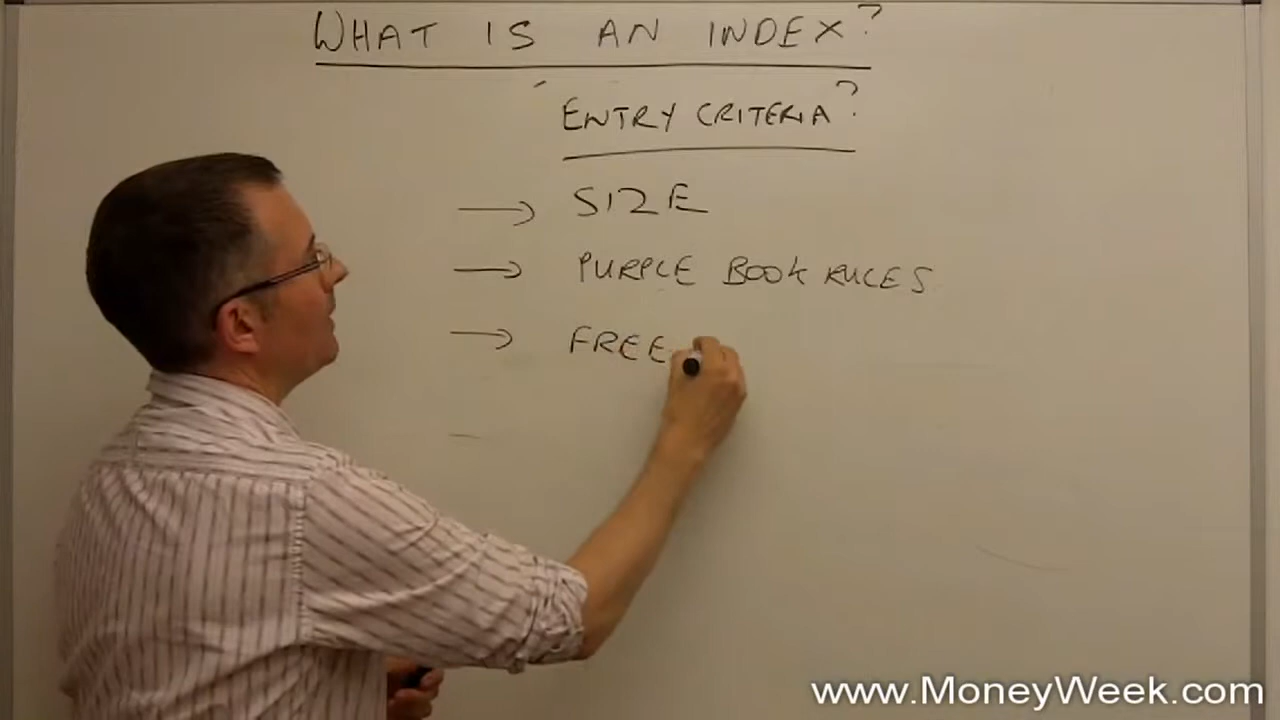 WHAT IS AN INDEX?
ENTRY CRITERIA?
→ SIZE
→ PURPLE BOOK RULES
→ FREE
www.MoneyWeek.com